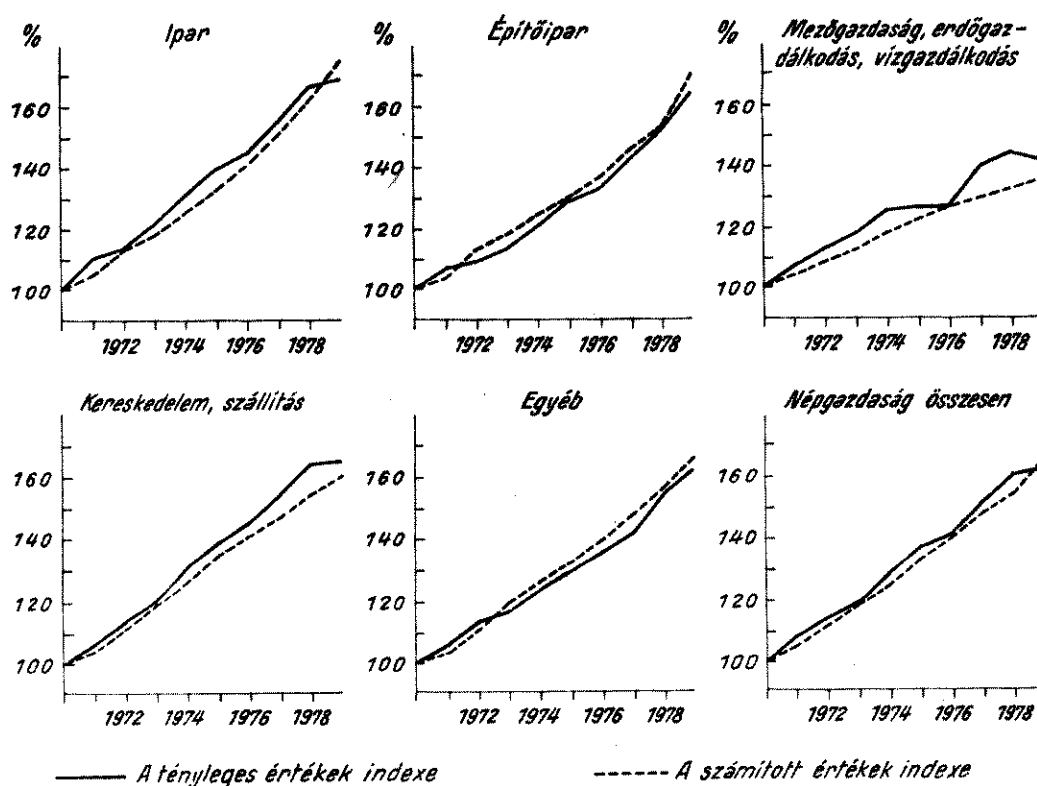 %
Ipar
160
140
120
100
1972 1974 1976 1978
%
Építőipar
160
140
120
100
1972 1974 1976 1978
%
Mezőgazdaság, erdőgaz-
dálkodás, vízgazdálkodás
160
140
120
100
1972 1974 1976 1978
Kereskedelem, szállítás
160
140
120
100
1972 1974 1976 1978
Egyéb
160
140
120
100
1972 1974 1976 1978
Népgazdaság összesen
160
140
120
100
1972 1974 1976 1978
A tényleges értékek indexe
A számított értékek indexe